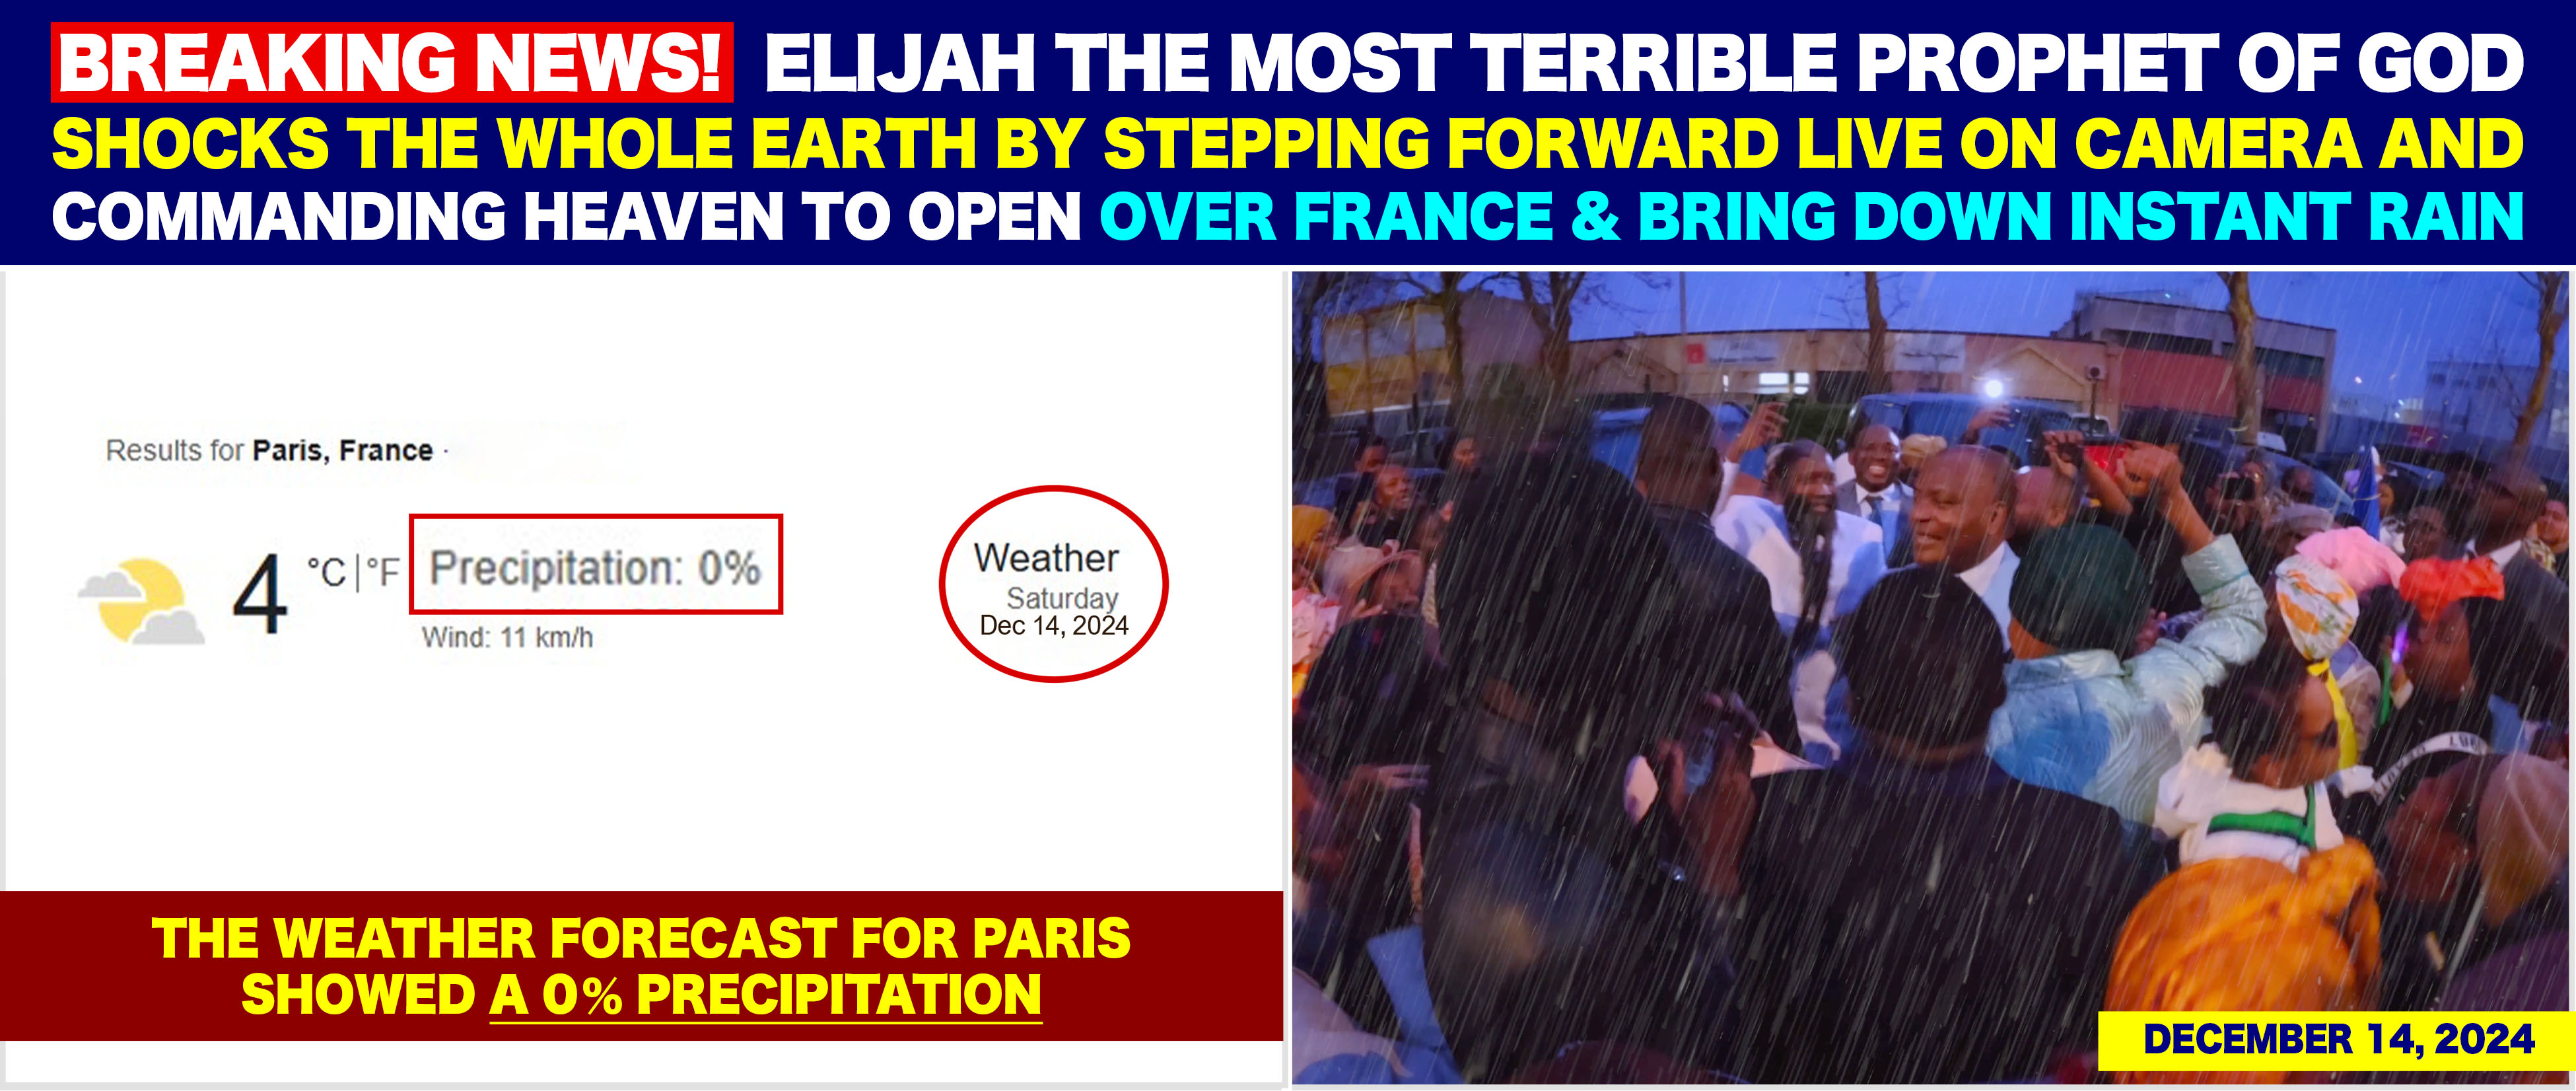 BREAKING NEWS! ELIJAH THE MOST TERRIBLE PROPHET OF GOD
SHOCKS THE WHOLE EARTH BY STEPPING FORWARD LIVE ON CAMERA AND
COMMANDING HEAVEN TO OPEN OVER FRANCE & BRING DOWN INSTANT RAIN
Results for Paris, France ·
4 °C | °F Precipitation: 0%
Wind: 11 km/h
Weather
Saturday
Dec 14, 2024
THE WEATHER FORECAST FOR PARIS
SHOWED A 0% PRECIPITATION
DECEMBER 14, 2024